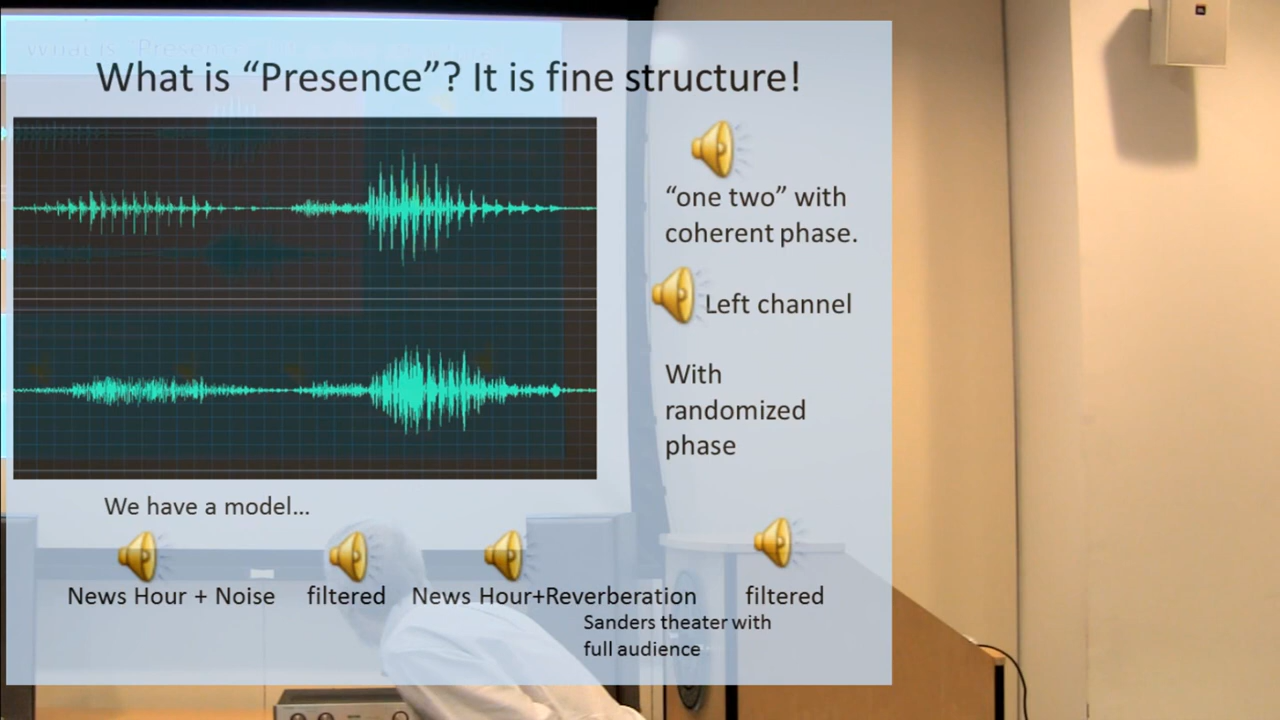 What is “Presence”? It is fine structure!
“one two” with
coherent phase.
Left channel
With
randomized
phase
We have a model...
News Hour + Noise
filtered
News Hour+Reverberation
filtered
Sanders theater with
full audience